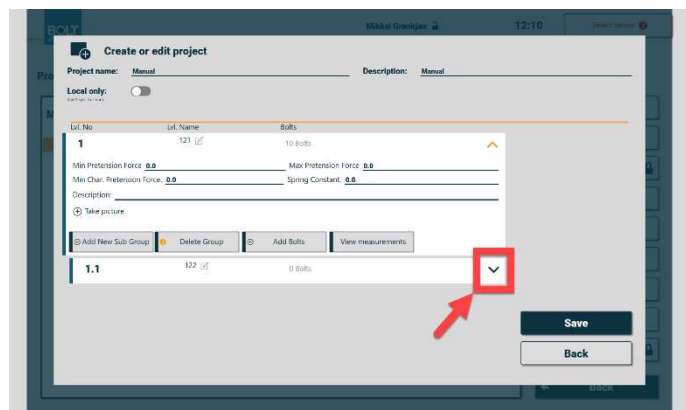 BOLT
Mikkel Grankjær
12:10
Create or edit project
Project name: Manual
Description: Manual
Local only:
Lvl. No Lvl. Name Bolts
1 121 10 Bolts
Min Pretension Force 0.0 Max Pretension Force 0.0
Min Char. Pretension Force: 0.0 Spring Constant: 0.0
Description:
Take picture
Add New Sub Group Delete Group Add Bolts View measurements
1.1 122 0 Bolts
Save
Back
Back